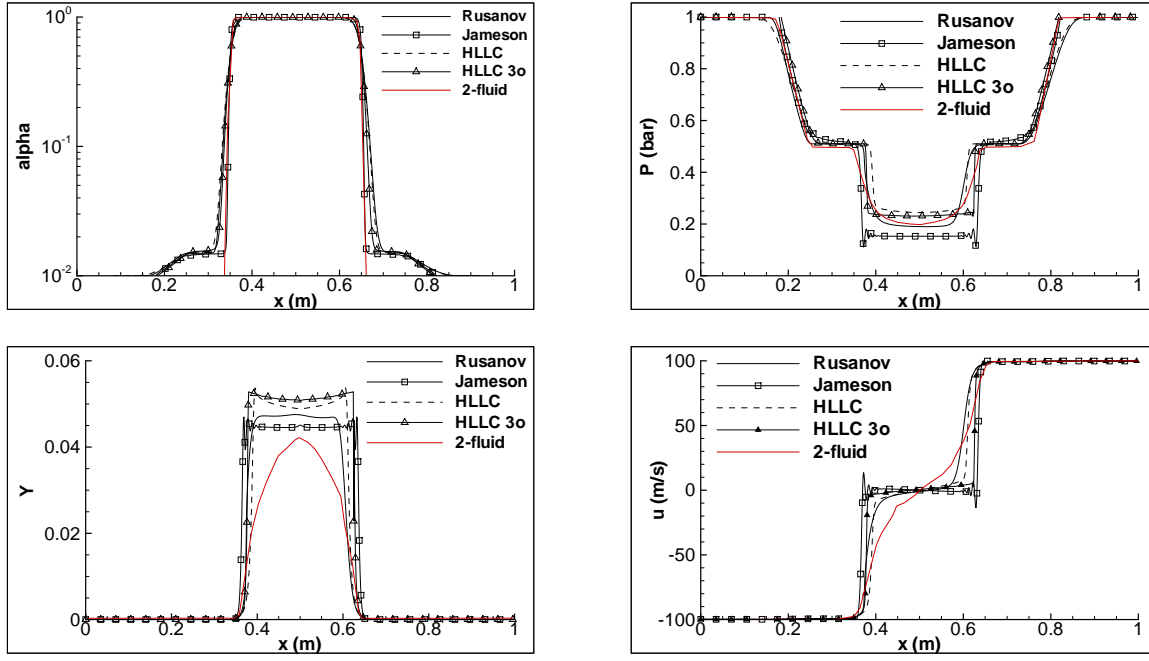 10^0
10^-1
10^-2
alpha
0 0.2 0.4 0.6 0.8 1
x (m)
Rusanov
Jameson
HLLC
HLLC 3o
2-fluid
1
0.8
0.6
0.4
0.2
0
P (bar)
0 0.2 0.4 0.6 0.8 1
x (m)
Rusanov
Jameson
HLLC
HLLC 3o
2-fluid
0.06
0.04
0.02
0
Y
0 0.2 0.4 0.6 0.8 1
x (m)
Rusanov
Jameson
HLLC
HLLC 3o
2-fluid
100
50
0
-50
-100
u (m/s)
0 0.2 0.4 0.6 0.8 1
x (m)
Rusanov
Jameson
HLLC
HLLC 3o
2-fluid